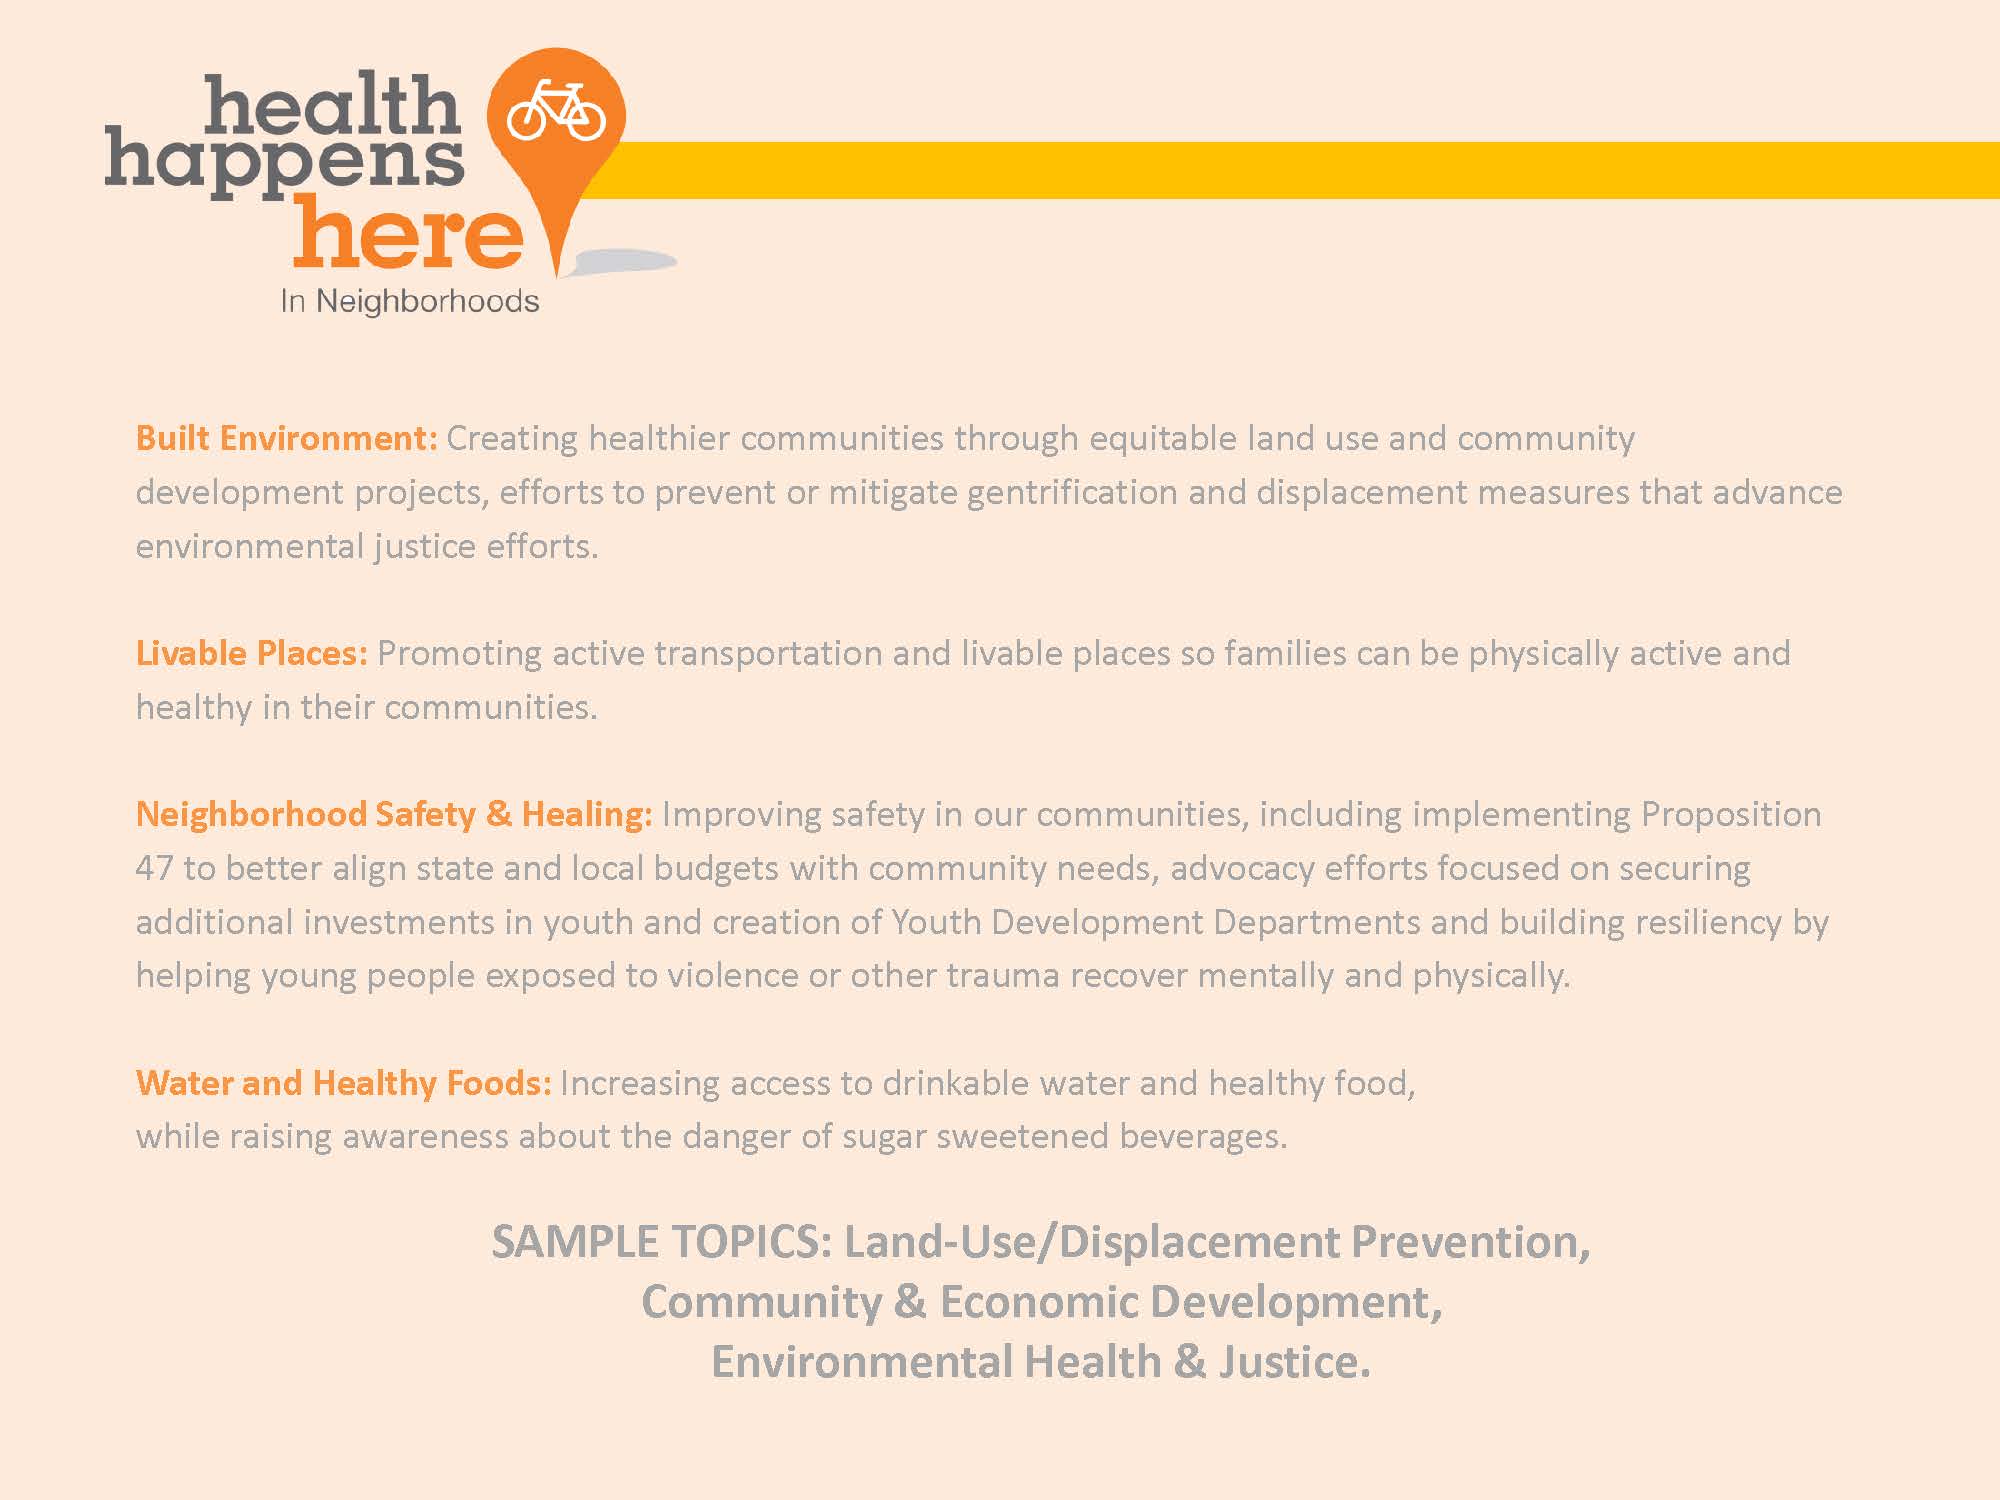 health
happens
here
In Neighborhoods
Built Environment: Creating healthier communities through equitable land use and community
development projects, efforts to prevent or mitigate gentrification and displacement measures that advance
environmental justice efforts.
Livable Places: Promoting active transportation and livable places so families can be physically active and
healthy in their communities.
Neighborhood Safety & Healing: Improving safety in our communities, including implementing Proposition
47 to better align state and local budgets with community needs, advocacy efforts focused on securing
additional investments in youth and creation of Youth Development Departments and building resiliency by
helping young people exposed to violence or other trauma recover mentally and physically.
Water and Healthy Foods: Increasing access to drinkable water and healthy food,
while raising awareness about the danger of sugar sweetened beverages.
SAMPLE TOPICS: Land-Use/Displacement Prevention,
Community & Economic Development,
Environmental Health & Justice.